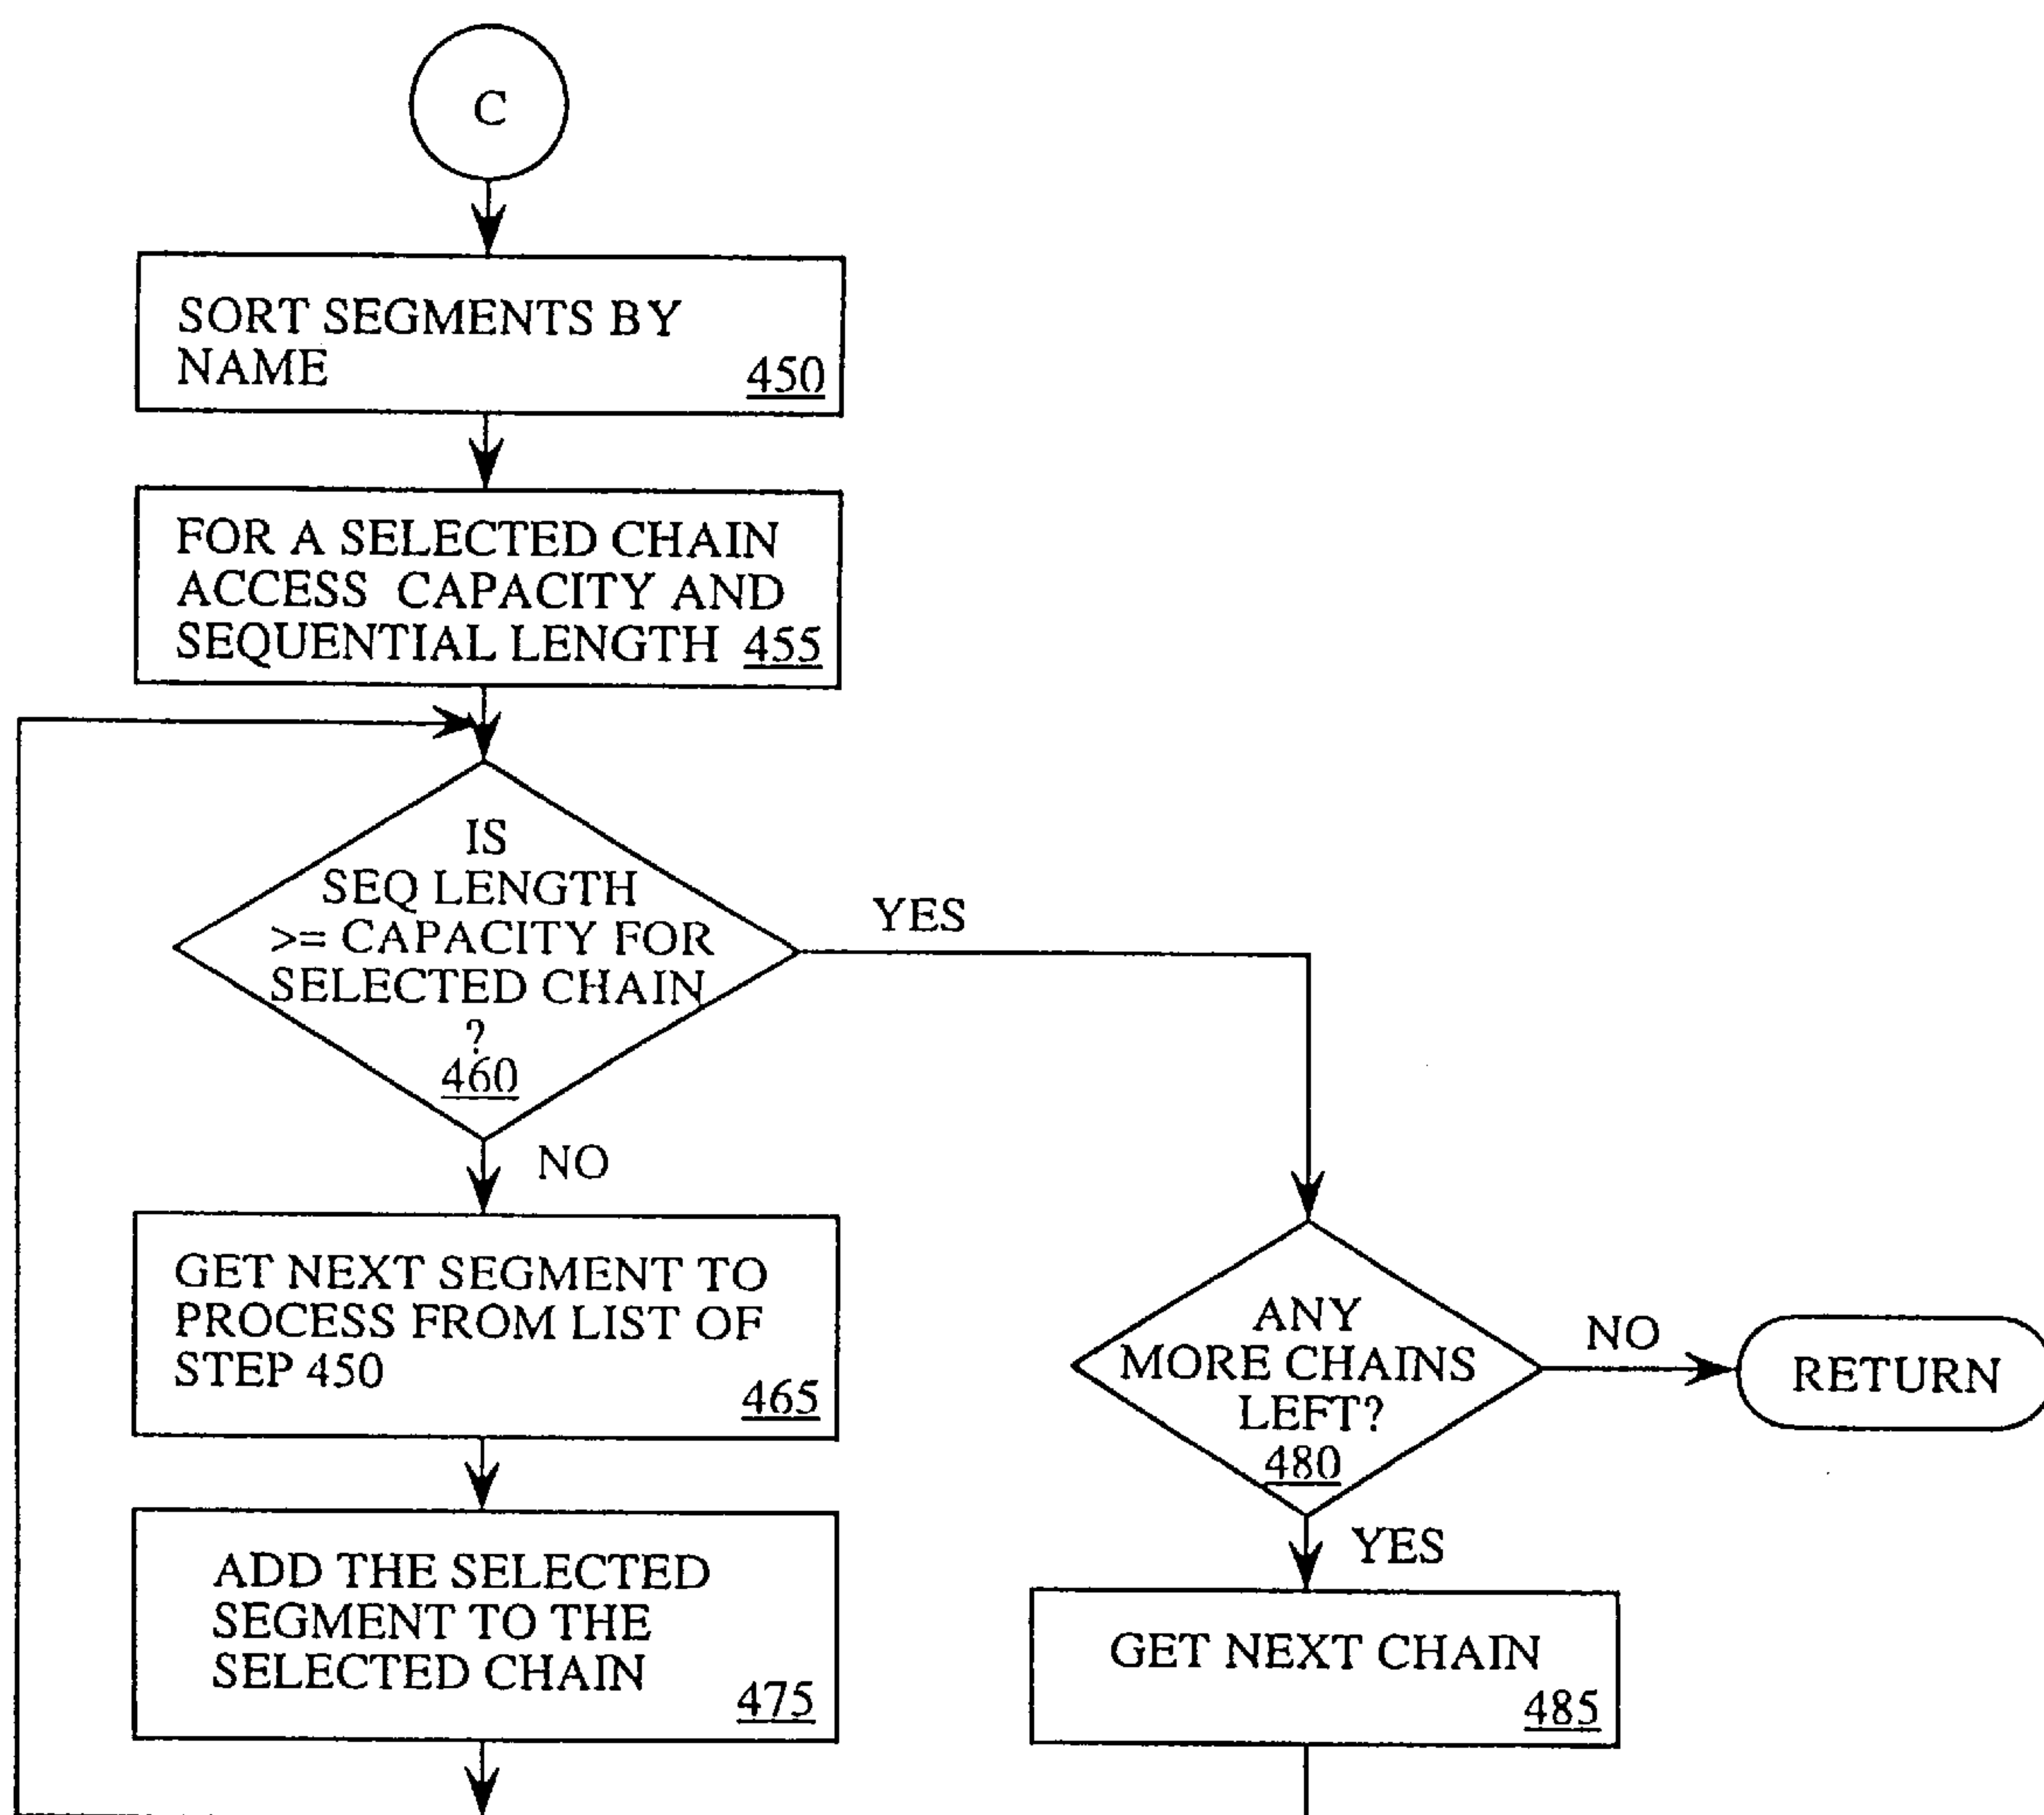 C
SORT SEGMENTS BY
NAME
450
FOR A SELECTED CHAIN
ACCESS CAPACITY AND
SEQUENTIAL LENGTH 455
IS
SEQ LENGTH
>= CAPACITY FOR
SELECTED CHAIN
?
460
YES
NO
GET NEXT SEGMENT TO
PROCESS FROM LIST OF
STEP 450
465
ANY
MORE CHAINS
LEFT?
480
NO
RETURN
YES
ADD THE SELECTED
SEGMENT TO THE
SELECTED CHAIN
475
GET NEXT CHAIN
485